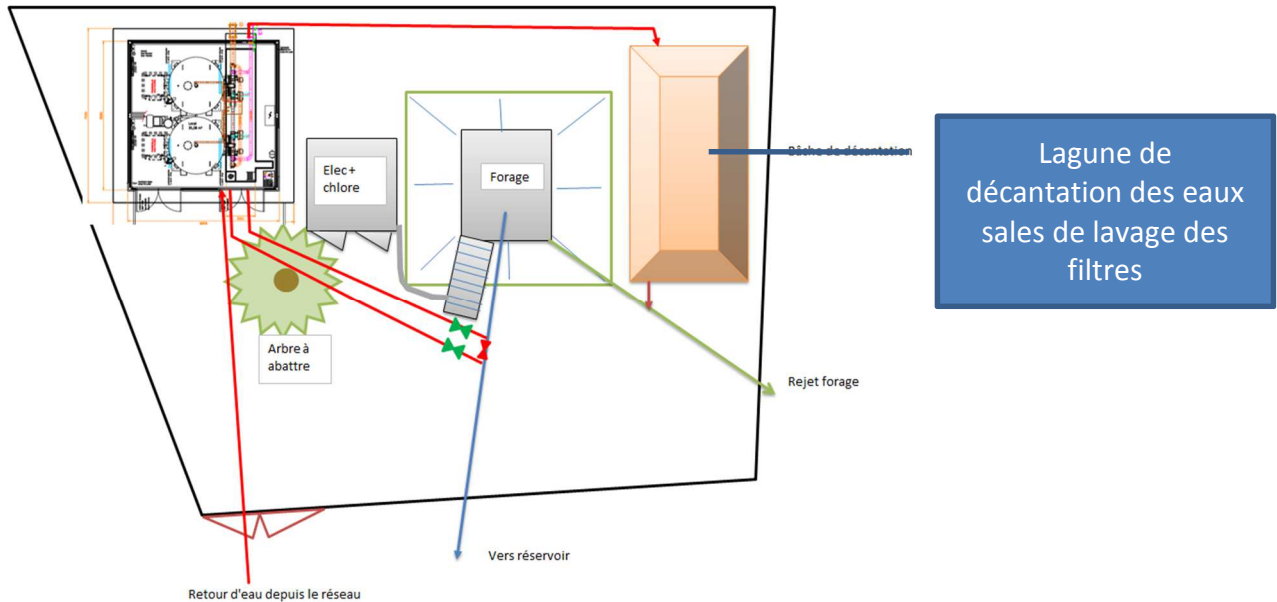 Elec +
chlore
Forage
Bâche de décantation
Lagune de
décantation des eaux
sales de lavage des
filtres
Arbre à
abattre
Rejet forage
Vers réservoir
Retour d'eau depuis le réseau